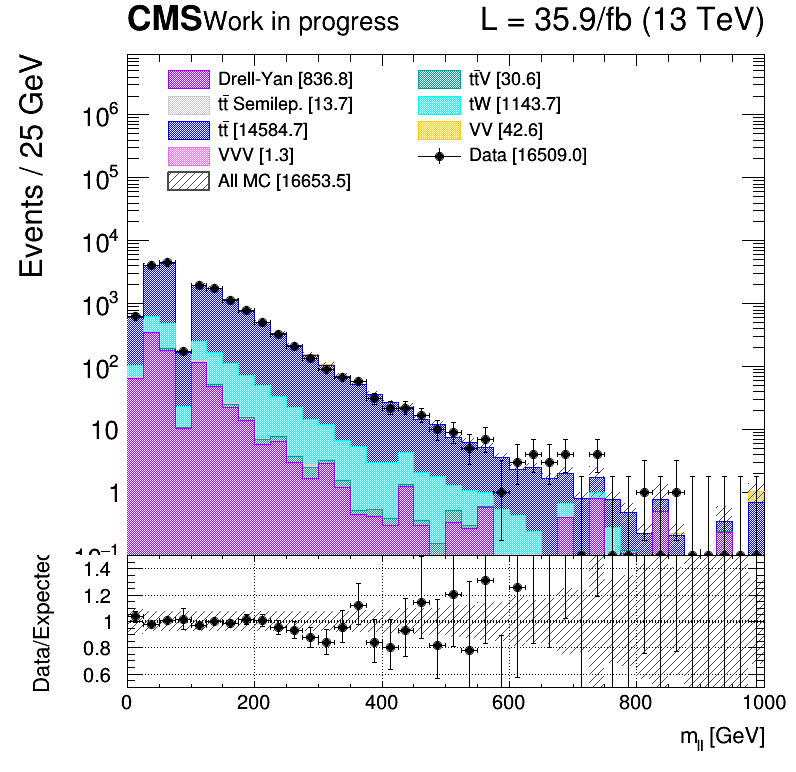 CMS Work in progress L = 35.9/fb (13 TeV)
Events / 25 GeV
Drell-Yan [836.8]
tt̄ Semilep. [13.7]
tt̄ [14584.7]
VVV [1.3]
All MC [16653.5]
tt̄V [30.6]
tW [1143.7]
VV [42.6]
Data [16509.0]
10⁶
10⁵
10⁴
10³
10²
10
1
10⁻¹
Data/Expected
1.4
1.2
1
0.8
0.6
0 200 400 600 800 1000
m_ll [GeV]